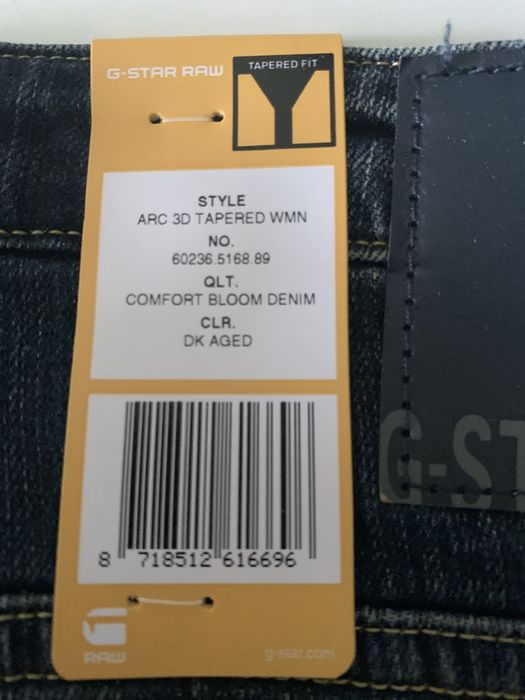 G-STAR RAW
TAPERED FIT
STYLE
ARC 3D TAPERED WMN
NO.
60236.5168.89
QLT.
COMFORT BLOOM DENIM
CLR.
DK AGED
8 718512 616696
RAW
g-star.com
G-ST